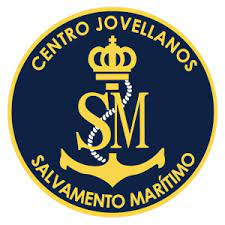 CENTRO JOVELLANOS
SM
SALVAMENTO MARÍTIMO